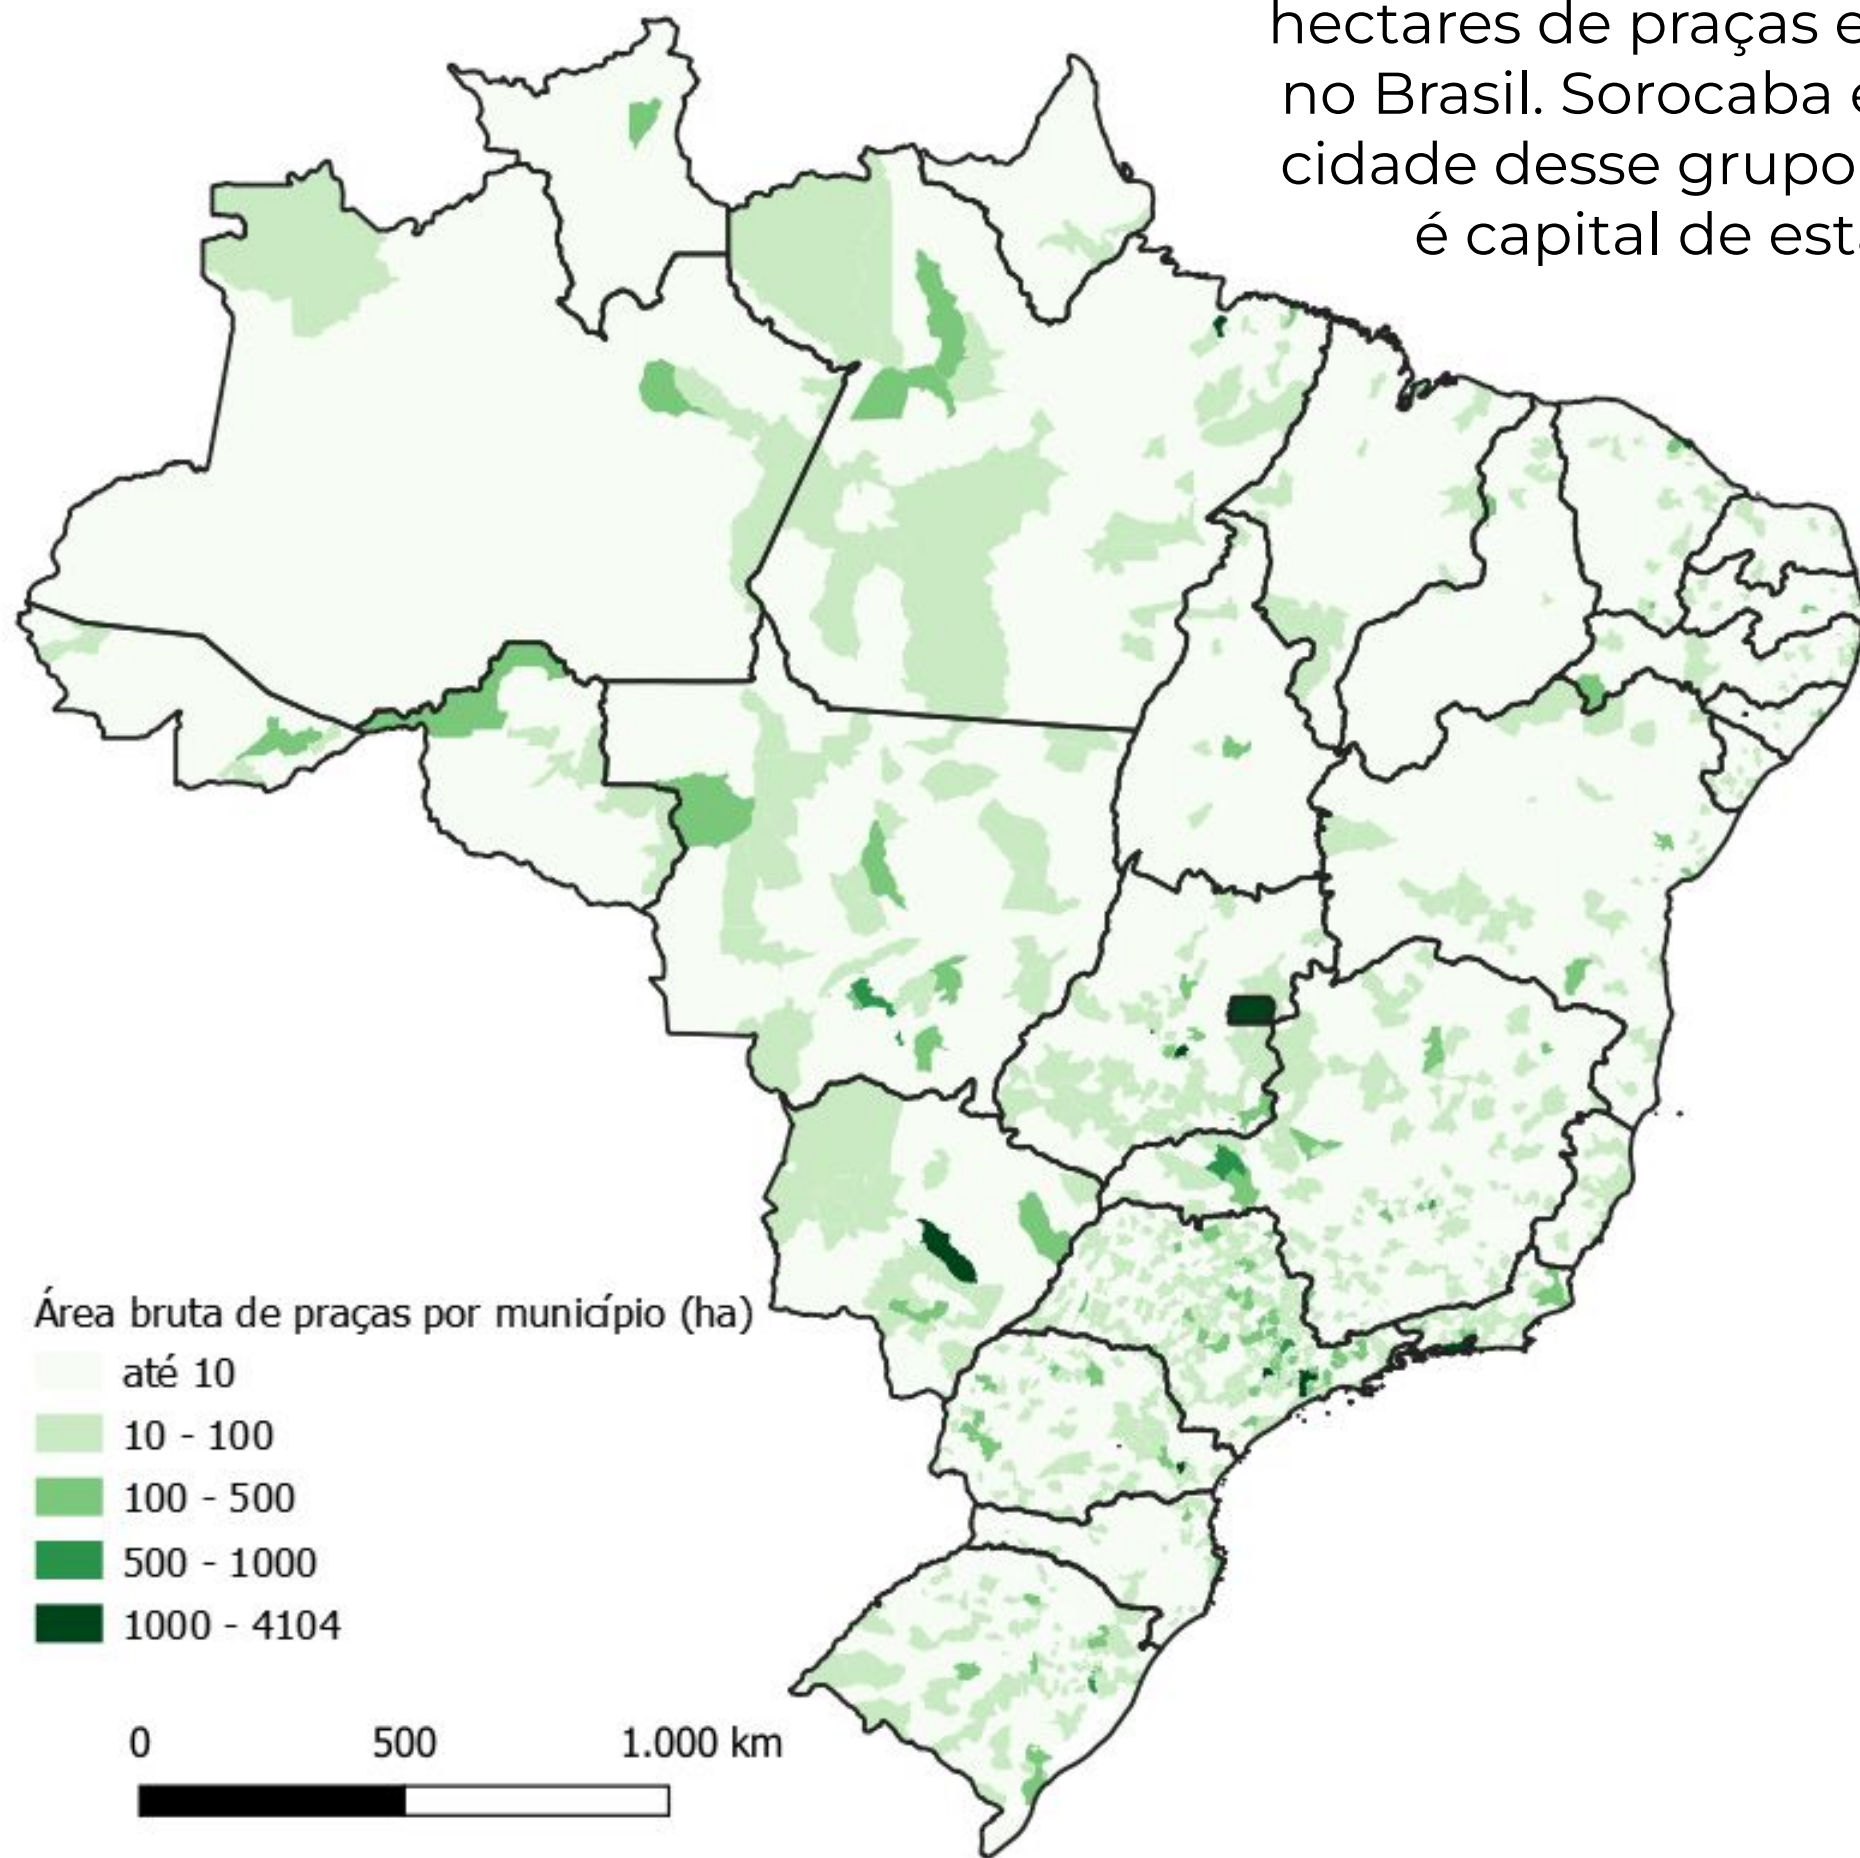 hectares de praças e
no Brasil. Sorocaba é
cidade desse grupo
é capital de est
Área bruta de praças por município (ha)
até 10
10 - 100
100 - 500
500 - 1000
1000 - 4104
0 500 1.000 km